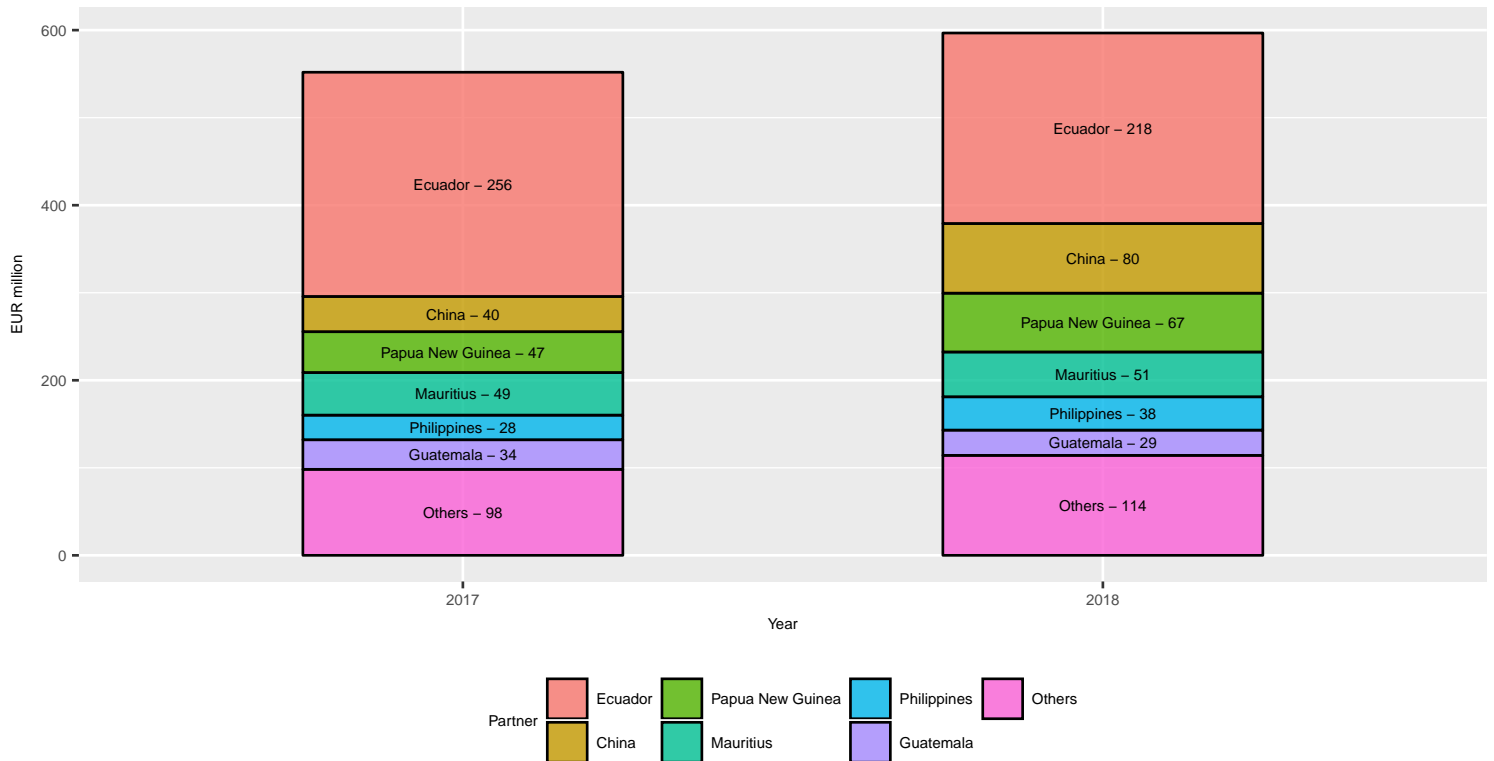 600
400
200
0
EUR million
Ecuador – 256
China – 40
Papua New Guinea – 47
Mauritius – 49
Philippines – 28
Guatemala – 34
Others – 98
Ecuador – 218
China – 80
Papua New Guinea – 67
Mauritius – 51
Philippines – 38
Guatemala – 29
Others – 114
2017
2018
Year
Partner
Ecuador
China
Papua New Guinea
Mauritius
Philippines
Guatemala
Others